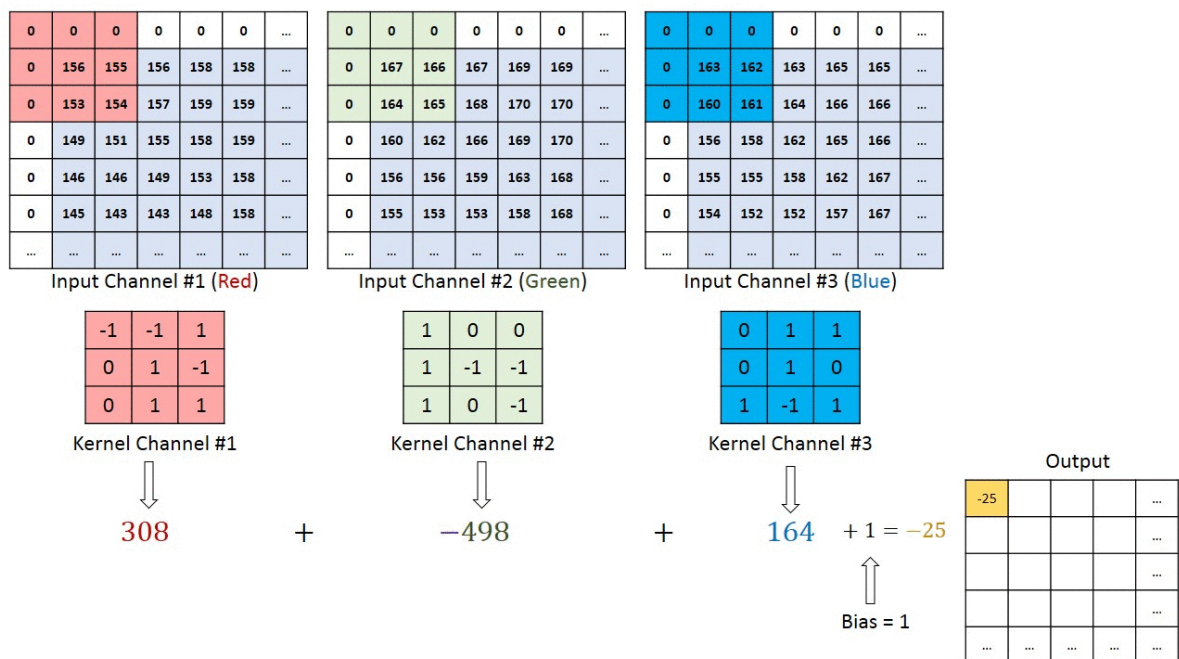 0 0 0 0 0 0 ...
0 156 155 156 158 158 ...
0 153 154 157 159 159 ...
0 149 151 155 158 159 ...
0 146 146 149 153 158 ...
0 145 143 143 148 158 ...
... ... ... ... ... ... ...
Input Channel #1 (Red)
0 0 0 0 0 0 ...
0 167 166 167 169 169 ...
0 164 165 168 170 170 ...
0 160 162 166 169 170 ...
0 156 156 159 163 168 ...
0 155 153 153 158 168 ...
... ... ... ... ... ... ...
Input Channel #2 (Green)
0 0 0 0 0 0 ...
0 163 162 163 165 165 ...
0 160 161 164 166 166 ...
0 156 158 162 165 166 ...
0 155 155 158 162 167 ...
0 154 152 152 157 167 ...
... ... ... ... ... ... ...
Input Channel #3 (Blue)
-1 -1 1
0 1 -1
0 1 1
Kernel Channel #1
1 0 0
1 -1 -1
1 0 -1
Kernel Channel #2
0 1 1
0 1 0
1 -1 1
Kernel Channel #3
308 + −498 + 164 + 1 = −25
Bias = 1
Output
-25 ...
...
...
...
... ... ... ... ...